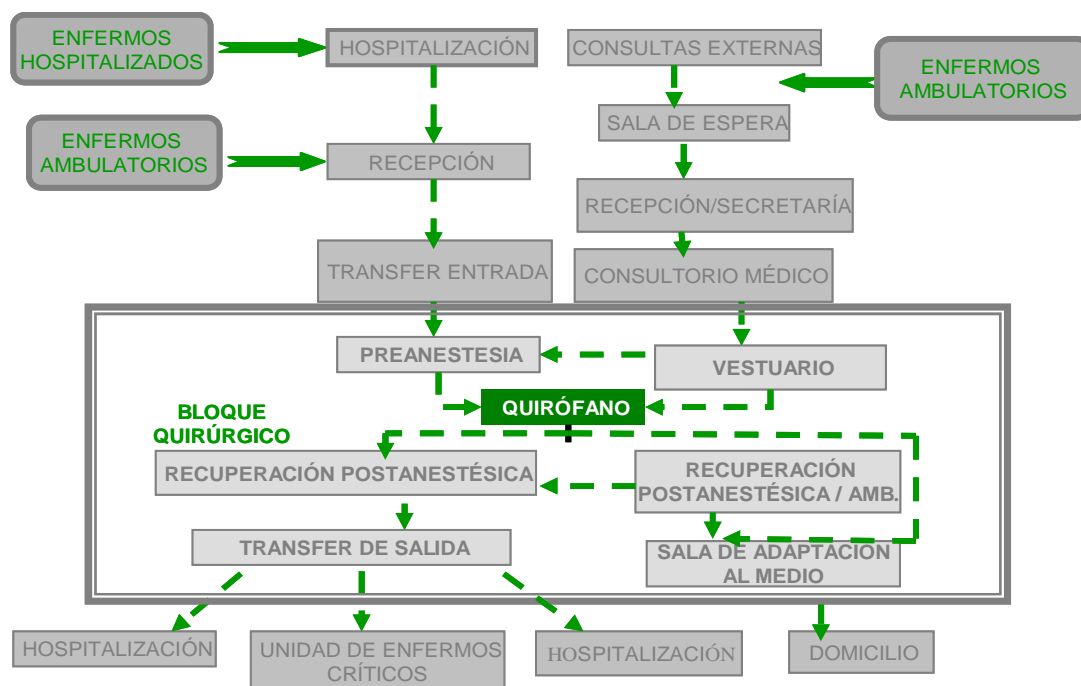 ENFERMOS
HOSPITALIZADOS
HOSPITALIZACIÓN
CONSULTAS EXTERNAS
ENFERMOS
AMBULATORIOS
SALA DE ESPERA
ENFERMOS
AMBULATORIOS
RECEPCIÓN
RECEPCIÓN/SECRETARÍA
TRANSFER ENTRADA
CONSULTORIO MÉDICO
PREANESTESIA
VESTUARIO
QUIRÓFANO
BLOQUE
QUIRÚRGICO
RECUPERACIÓN POSTANESTÉSICA
RECUPERACIÓN
POSTANESTÉSICA / AMB.
TRANSFER DE SALIDA
SALA DE ADAPTACION
AL MEDIO
HOSPITALIZACIÓN
UNIDAD DE ENFERMOS
CRÍTICOS
HOSPITALIZACIÓN
DOMICILIO